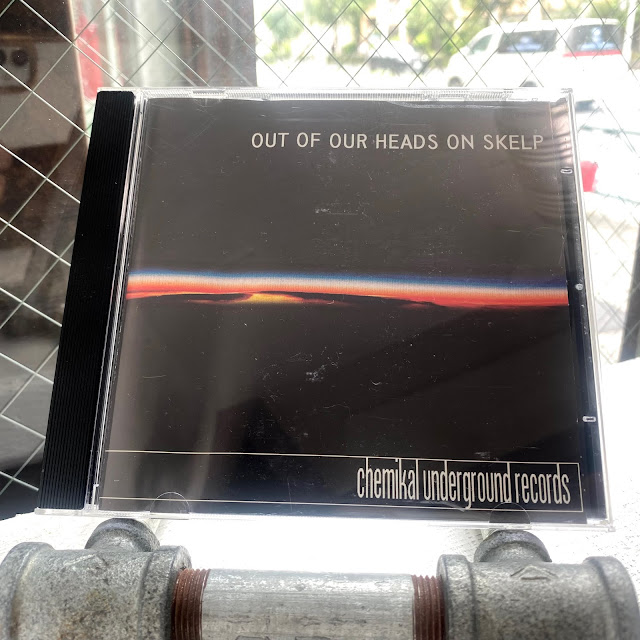 OUT OF OUR HEADS ON SKELP
chemikal underground records